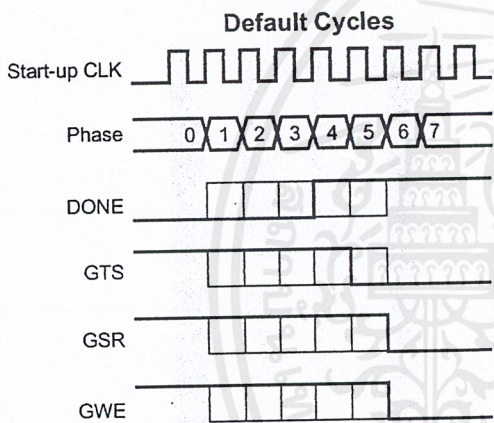 Default Cycles
Start-up CLK
Phase 0 1 2 3 4 5 6 7
DONE
GTS
GSR
GWE